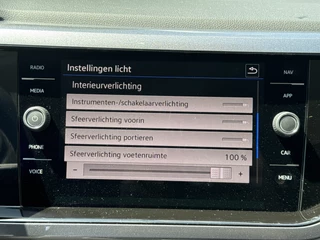 Instellingen licht
RADIO
MEDIA
PHONE
VOICE
Interieurverlichting
Instrumenten-/schakelaarverlichting
Sfeerverlichting voorin
Sfeerverlichting portieren
Sfeerverlichting voetenruimte 100 %
− +
NAV
APP
CAR
MENU